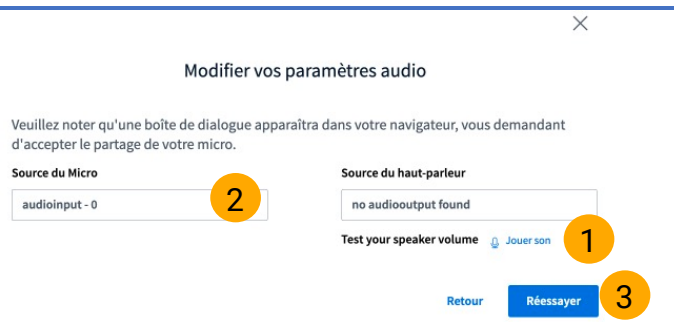 Modifier vos paramètres audio
Veuillez noter qu'une boîte de dialogue apparaîtra dans votre navigateur, vous demandant
d'accepter le partage de votre micro.
Source du Micro
Source du haut-parleur
audioinput - 0
2
no audiooutput found
Test your speaker volume
Jouer son
1
Retour
Réessayer
3